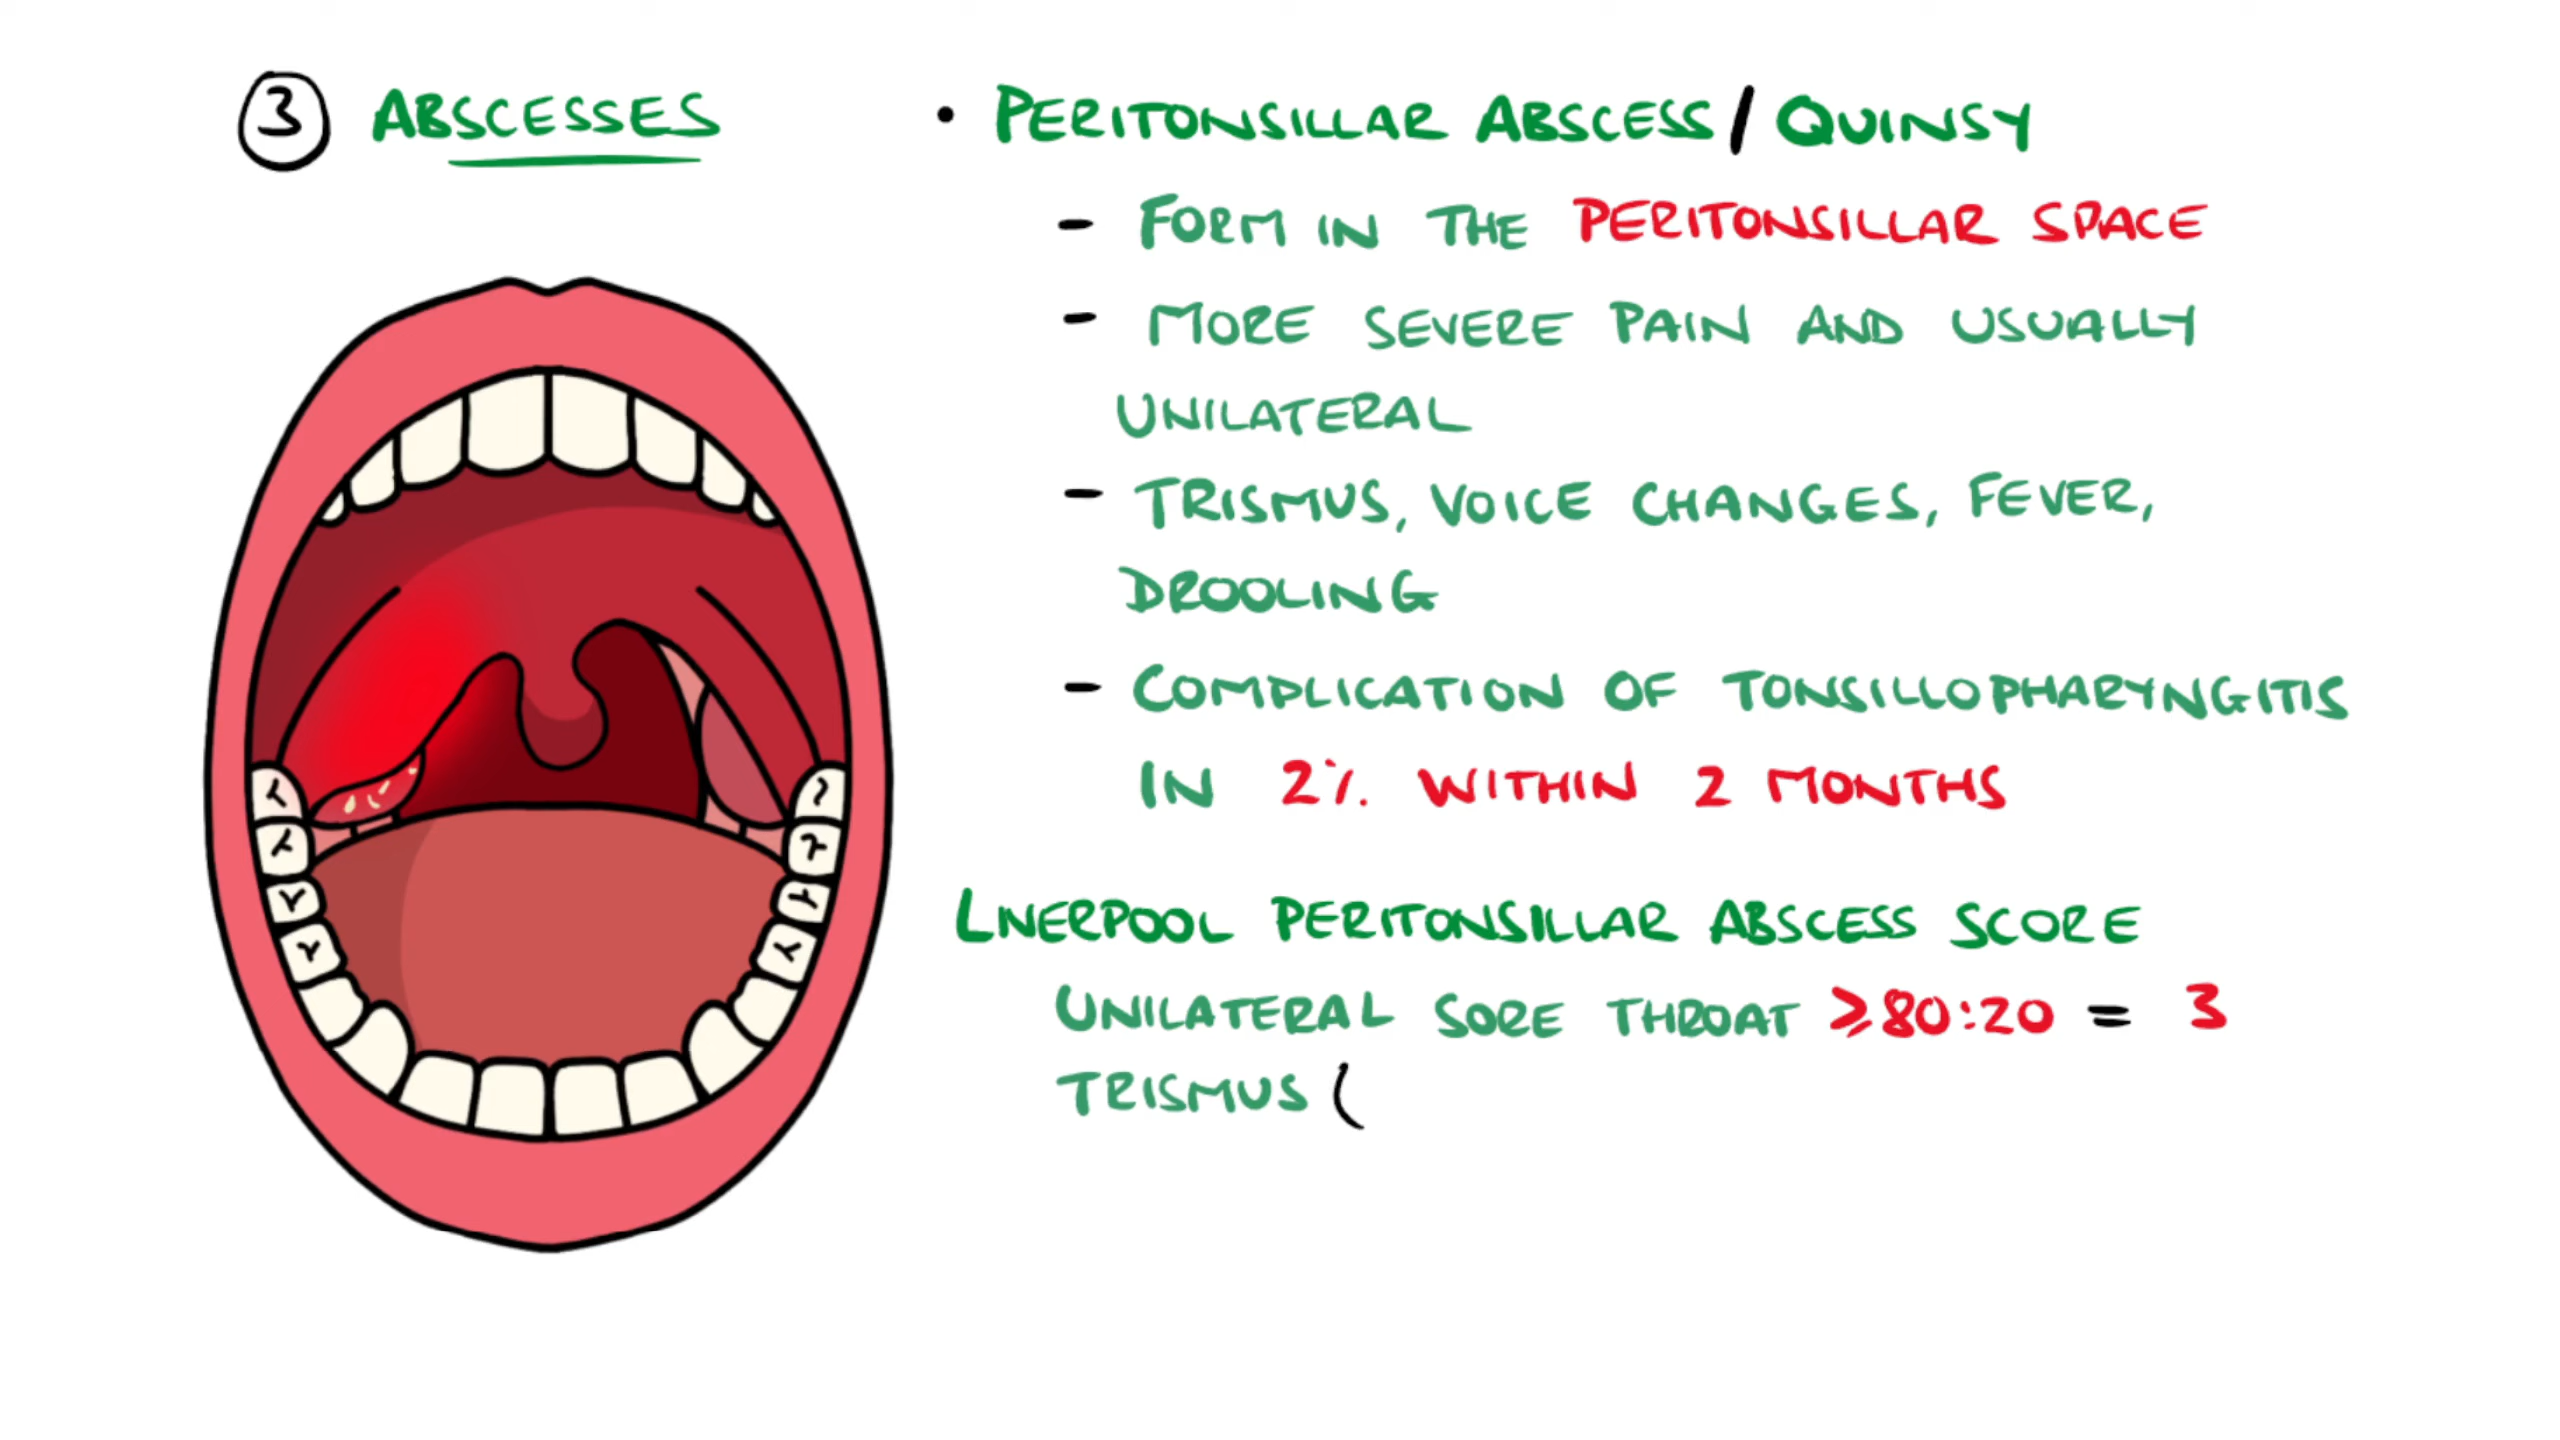 3 ABSCESSES
• PERITONSILLAR ABSCESS / QUINSY
- FORM IN THE PERITONSILLAR SPACE
- MORE SEVERE PAIN AND USUALLY
UNILATERAL
- TRISMUS, VOICE CHANGES, FEVER,
DROOLING
- COMPLICATION OF TONSILLOPHARYNGITIS
IN 2% WITHIN 2 MONTHS
LIVERPOOL PERITONSILLAR ABSCESS SCORE
UNILATERAL SORE THROAT ≥80:20 = 3
TRISMUS (